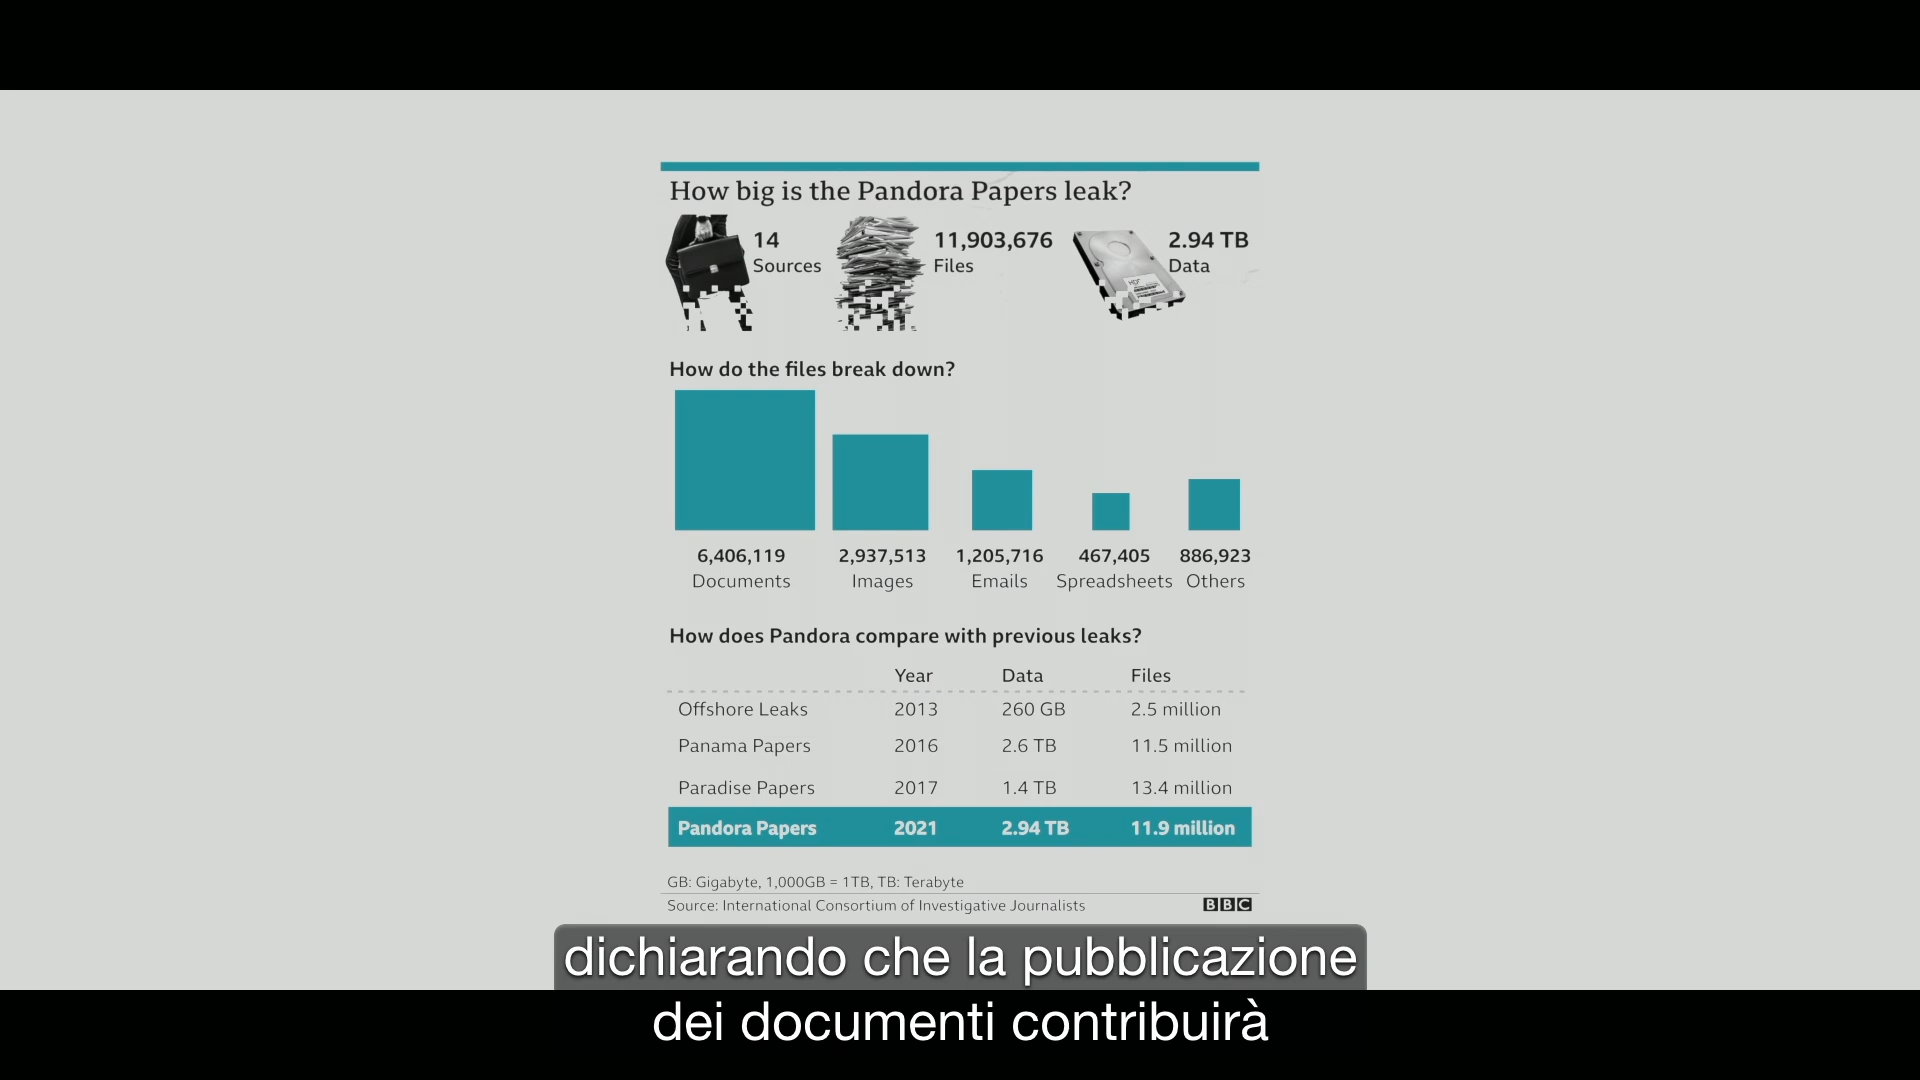 How big is the Pandora Papers leak?
14
Sources
11,903,676
Files
2.94 TB
Data
How do the files break down?
6,406,119
Documents
2,937,513
Images
1,205,716
Emails
467,405
Spreadsheets
886,923
Others
How does Pandora compare with previous leaks?
Year Data Files
Offshore Leaks 2013 260 GB 2.5 million
Panama Papers 2016 2.6 TB 11.5 million
Paradise Papers 2017 1.4 TB 13.4 million
Pandora Papers 2021 2.94 TB 11.9 million
GB: Gigabyte, 1,000GB = 1TB, TB: Terabyte
Source: International Consortium of Investigative Journalists
BBC
dichiarando che la pubblicazione
dei documenti contribuirà